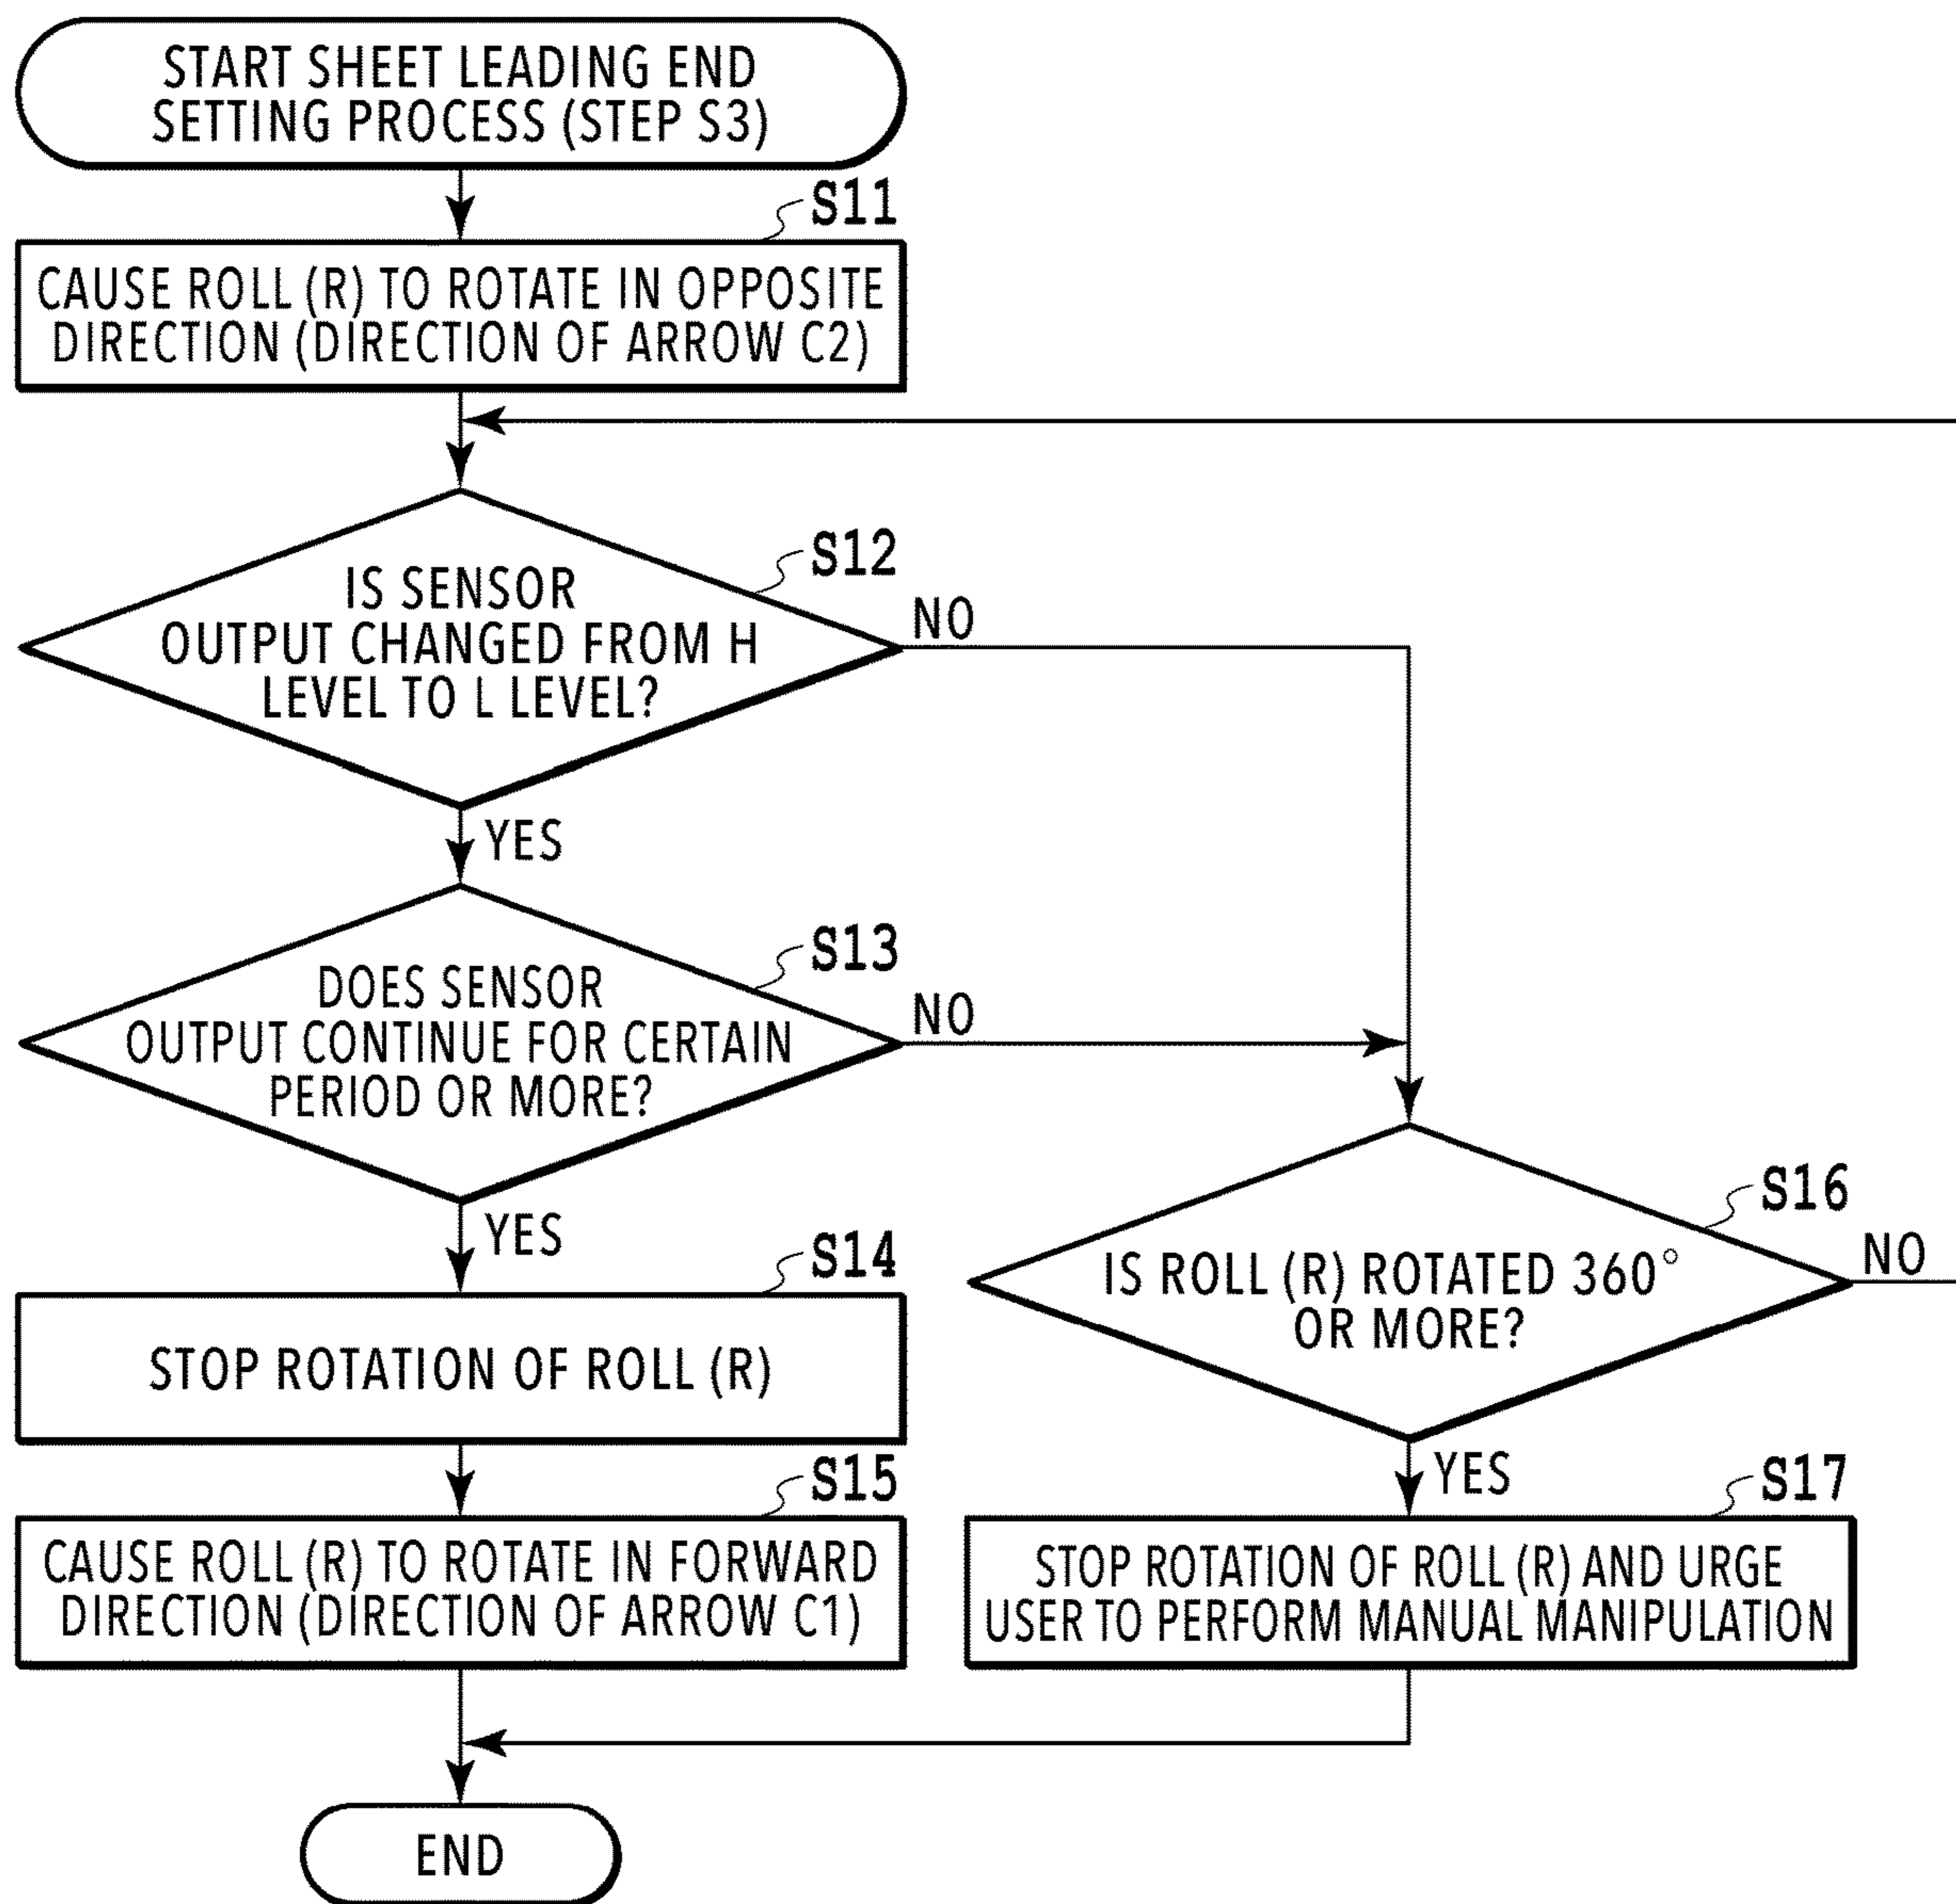 START SHEET LEADING END
SETTING PROCESS (STEP S3)
S11
CAUSE ROLL (R) TO ROTATE IN OPPOSITE
DIRECTION (DIRECTION OF ARROW C2)
S12
IS SENSOR
OUTPUT CHANGED FROM H
LEVEL TO L LEVEL?
NO
YES
S13
DOES SENSOR
OUTPUT CONTINUE FOR CERTAIN
PERIOD OR MORE?
NO
YES
S14
STOP ROTATION OF ROLL (R)
S15
CAUSE ROLL (R) TO ROTATE IN FORWARD
DIRECTION (DIRECTION OF ARROW C1)
S16
IS ROLL (R) ROTATED 360°
OR MORE?
NO
YES
S17
STOP ROTATION OF ROLL (R) AND URGE
USER TO PERFORM MANUAL MANIPULATION
END